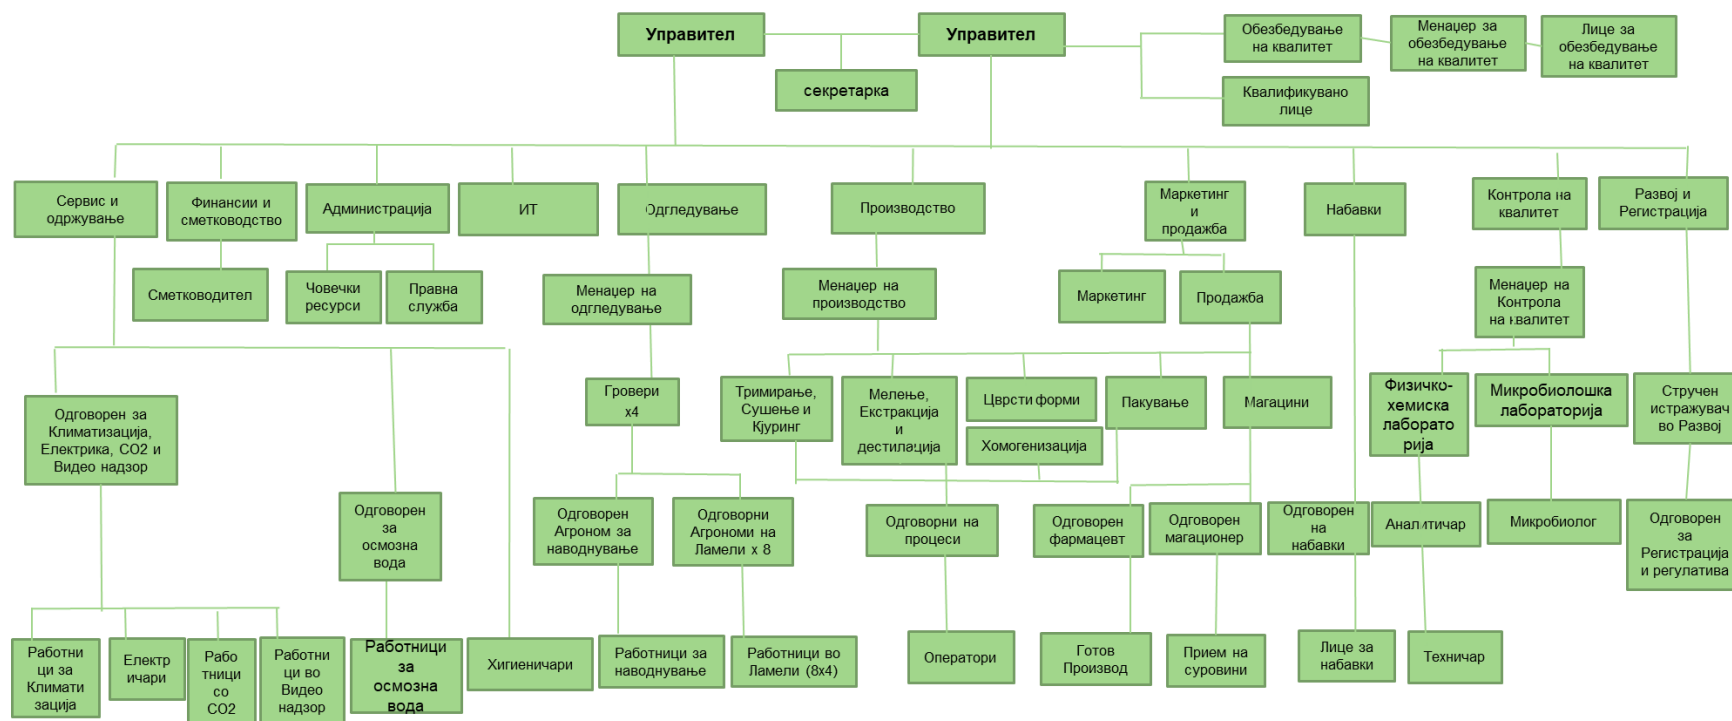 Управител
Управител
секретарка
Обезбедување
на квалитет
Менаџер за
обезбедување
на квалитет
Лице за
обезбедување
на квалитет
Квалификувано
лице
Сервис и
одржување
Финансии и
сметководство
Администрација
ИТ
Одгледување
Производство
Маркетинг
и
продажба
Набавки
Контрола на
квалитет
Развој и
Регистрација
Сметководител
Човечки
ресурси
Правна
служба
Менаџер на
одгледување
Менаџер на
производство
Маркетинг
Продажба
Менаџер на
Контрола
на квалитет
Одговорен за
Климатизација,
Електрика, СО2 и
Видео надзор
Гровери
х4
Тримирање,
Сушење и
Кјуринг
Мелење,
Екстракција
и
дестилација
Цврсти форми
Хомогенизација
Пакување
Магацини
Физичко-
хемиска
лаборато
рија
Микробиолошка
лабораторија
Стручен
истражувач
во Развој
Одговорен
за
осмозна
вода
Одговорен
Агроном за
наводнување
Одговорни
Агрономи на
Ламели х 8
Одговорни на
процеси
Одговорен
фармацевт
Одговорен
магационер
Одговорен
на
набавки
Аналитичар
Микробиолог
Одговорен
за
Регистрација
и регулатива
Работни
ци за
Климати
зација
Електр
ичари
Рабо
тници
со
СО2
Работни
ци во
Видео
надзор
Работници
за
осмозна
вода
Хигиеничари
Работници за
наводнување
Работници во
Ламели (8х4)
Оператори
Готов
Производ
Прием на
суровини
Лице за
набавки
Техничар